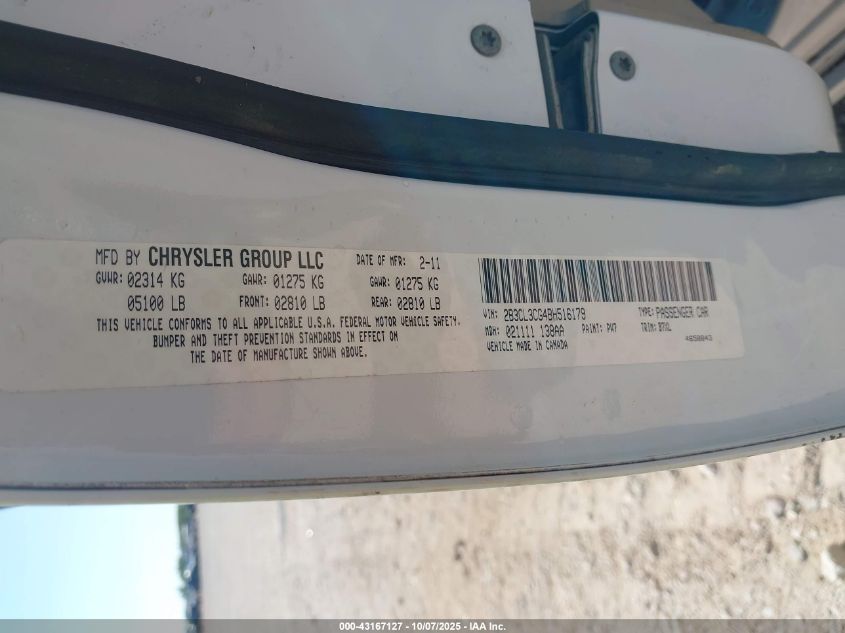 MFD BY CHRYSLER GROUP LLC DATE OF MFR: 2-11
GVWR: 02314 KG GAWR: 01275 KG GAWR: 01275 KG
05100 LB FRONT: 02810 LB REAR: 02810 LB
THIS VEHICLE CONFORMS TO ALL APPLICABLE U.S.A. FEDERAL MOTOR VEHICLE SAFETY,
BUMPER AND THEFT PREVENTION STANDARDS IN EFFECT ON
THE DATE OF MANUFACTURE SHOWN ABOVE.
VIN: 2B3CL3CG4BH516179 TYPE: PASSENGER CAR
MDH: 021111 138AA PAINT: PW7 TRIM: B7XL
VEHICLE MADE IN CANADA 4658843
000-43167127 - 10/07/2025 - IAA Inc.